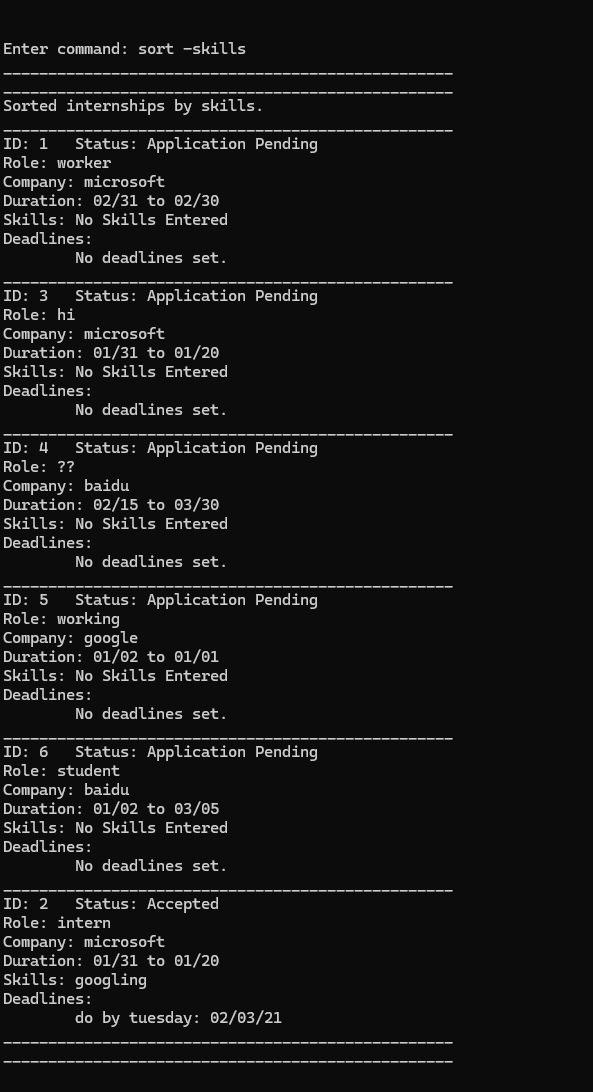 Enter command: sort -skills
__________________________________________________
__________________________________________________
Sorted internships by skills.
__________________________________________________
ID: 1   Status: Application Pending
Role: worker
Company: microsoft
Duration: 02/31 to 02/30
Skills: No Skills Entered
Deadlines:
        No deadlines set.
__________________________________________________
ID: 3   Status: Application Pending
Role: hi
Company: microsoft
Duration: 01/31 to 01/20
Skills: No Skills Entered
Deadlines:
        No deadlines set.
__________________________________________________
ID: 4   Status: Application Pending
Role: ??
Company: baidu
Duration: 02/15 to 03/30
Skills: No Skills Entered
Deadlines:
        No deadlines set.
__________________________________________________
ID: 5   Status: Application Pending
Role: working
Company: google
Duration: 01/02 to 01/01
Skills: No Skills Entered
Deadlines:
        No deadlines set.
__________________________________________________
ID: 6   Status: Application Pending
Role: student
Company: baidu
Duration: 01/02 to 03/05
Skills: No Skills Entered
Deadlines:
        No deadlines set.
__________________________________________________
ID: 2   Status: Accepted
Role: intern
Company: microsoft
Duration: 01/31 to 01/20
Skills: googling
Deadlines:
        do by tuesday: 02/03/21
__________________________________________________
__________________________________________________